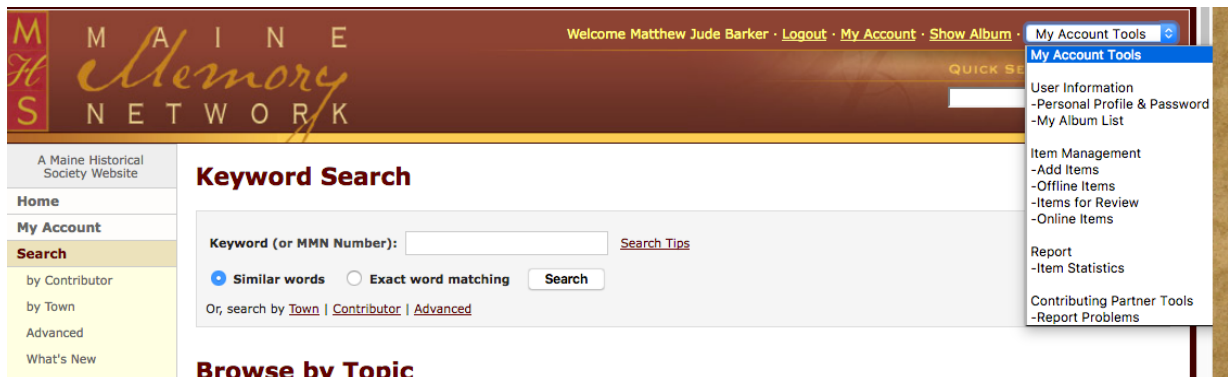 MHS
MAINE
Memory
NETWORK
Welcome Matthew Jude Barker · Logout · My Account · Show Album ·
My Account Tools
QUICK SE
My Account Tools
User Information
-Personal Profile & Password
-My Album List
Item Management
-Add Items
-Offline Items
-Items for Review
-Online Items
Report
-Item Statistics
Contributing Partner Tools
-Report Problems
A Maine Historical
Society Website
Home
My Account
Search
by Contributor
by Town
Advanced
What's New
Keyword Search
Keyword (or MMN Number):
Search Tips
Similar words Exact word matching Search
Or, search by Town | Contributor | Advanced
Browse by Topic